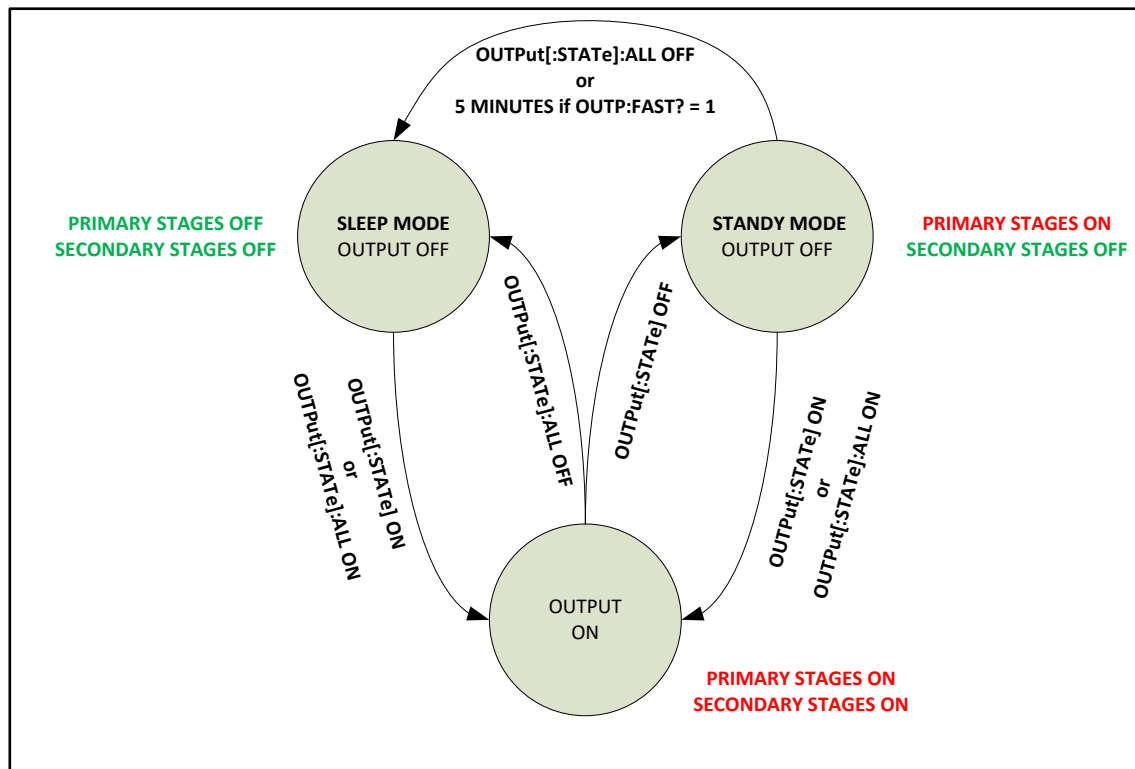 OUTPut[:STATe]:ALL OFF
or
5 MINUTES if OUTP:FAST? = 1
PRIMARY STAGES OFF
SECONDARY STAGES OFF
SLEEP MODE
OUTPUT OFF
STANDY MODE
OUTPUT OFF
PRIMARY STAGES ON
SECONDARY STAGES OFF
OUTPut[:STATe] ON
or
OUTPut[:STATe]:ALL ON
OUTPut[:STATe]:ALL OFF
OUTPut[:STATe] OFF
OUTPut[:STATe] ON
or
OUTPut[:STATe]:ALL ON
OUTPUT
ON
PRIMARY STAGES ON
SECONDARY STAGES ON